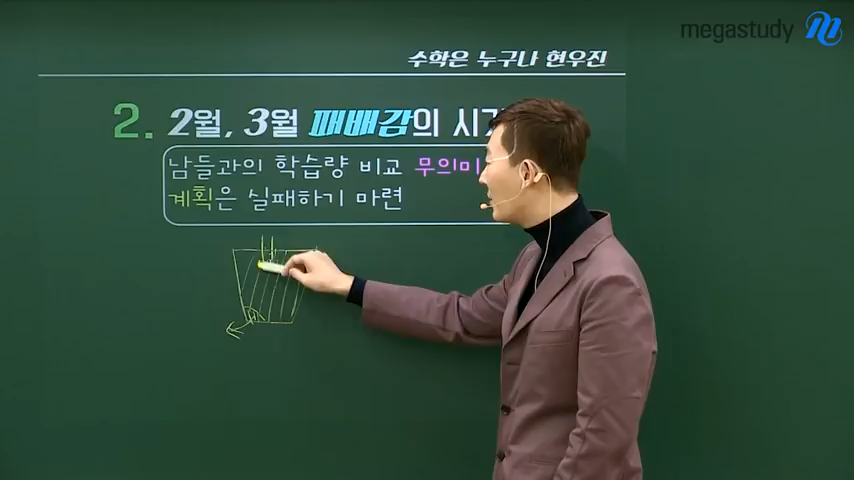 megastudy
수학은 누구나 현우진
2. 2월, 3월 패배감의 시
남들과의 학습량 비교 무의미
계획은 실패하기 마련